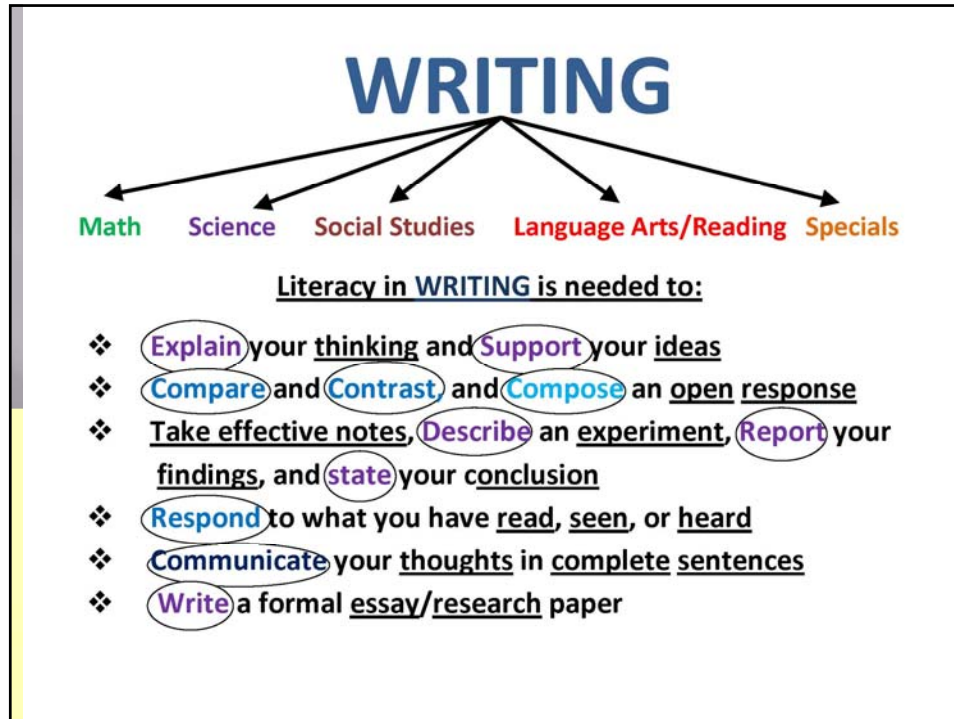 WRITING
Math Science Social Studies Language Arts/Reading Specials
Literacy in WRITING is needed to:
❖ Explain your thinking and Support your ideas
❖ Compare and Contrast, and Compose an open response
❖ Take effective notes, Describe an experiment, Report your
findings, and state your conclusion
❖ Respond to what you have read, seen, or heard
❖ Communicate your thoughts in complete sentences
❖ Write a formal essay/research paper